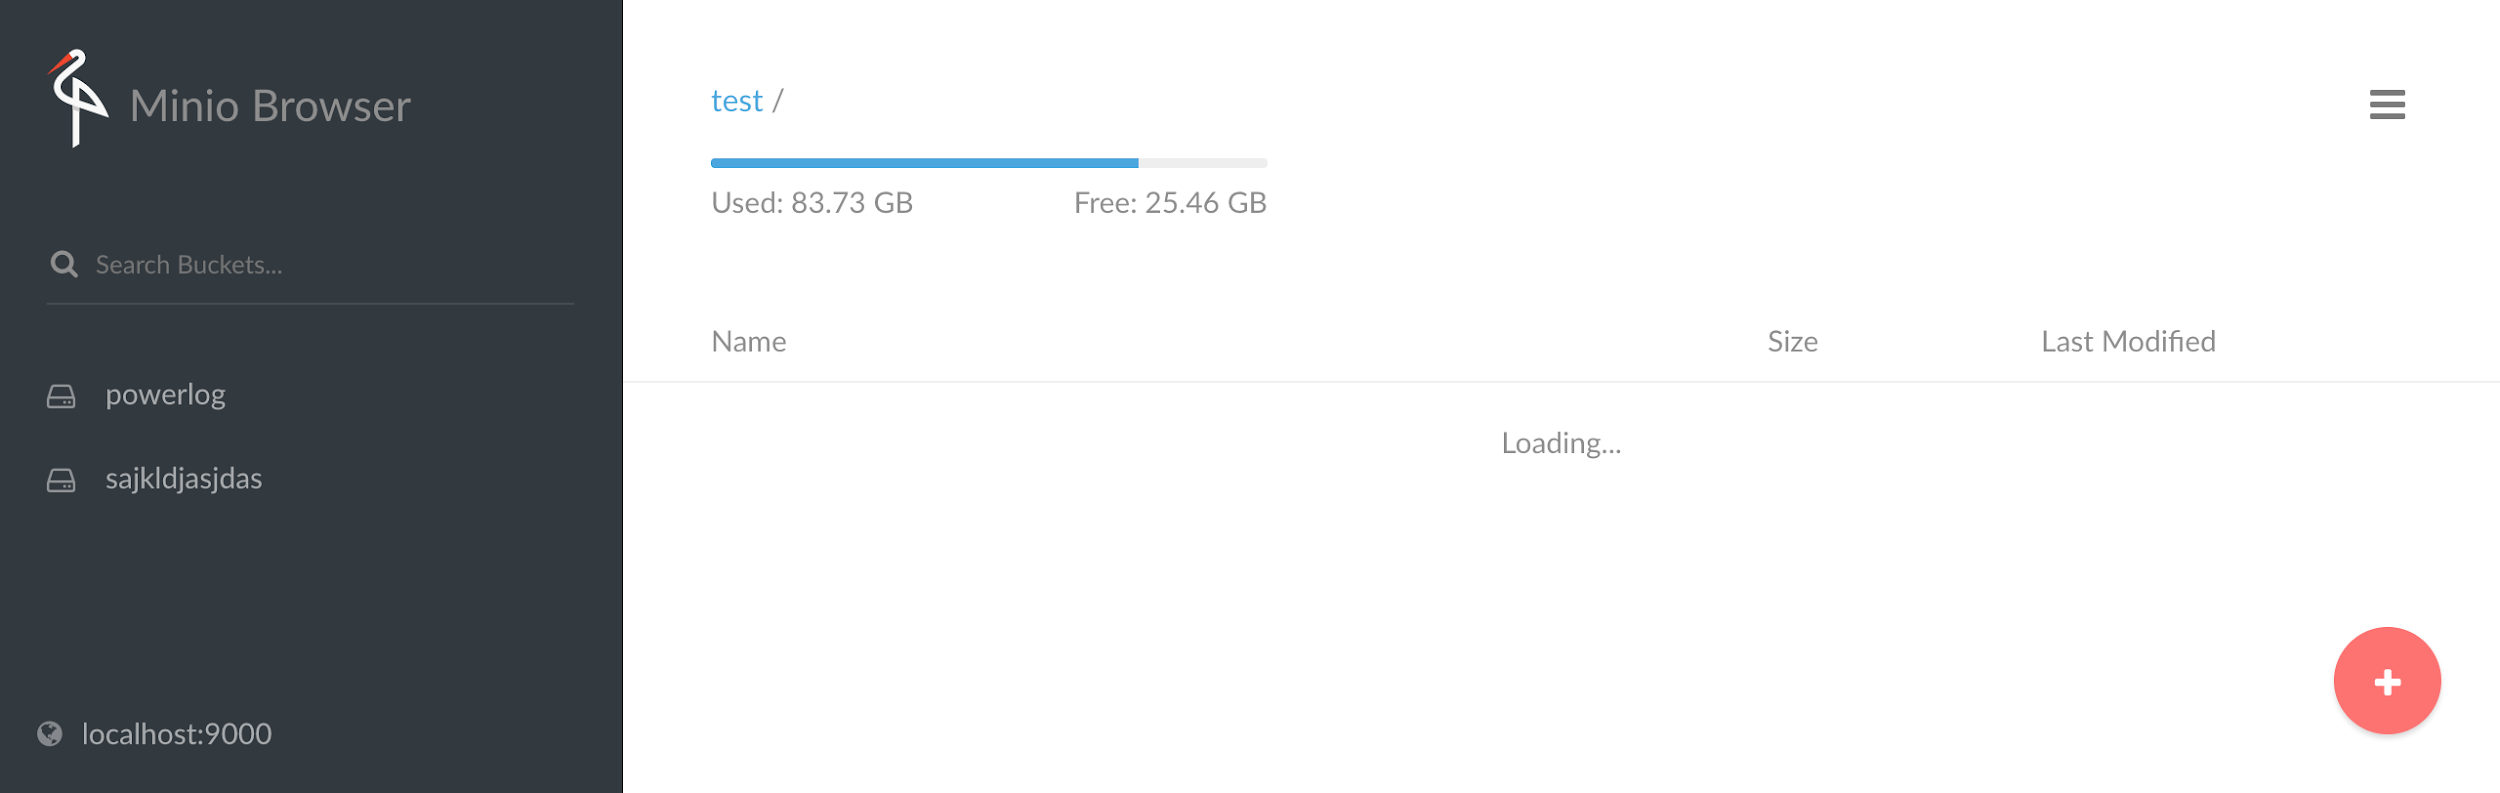 Minio Browser
Search Buckets...
powerlog
sajkldjasjdas
localhost:9000
test /
Used: 83.73 GB
Free: 25.46 GB
Name
Size
Last Modified
Loading...